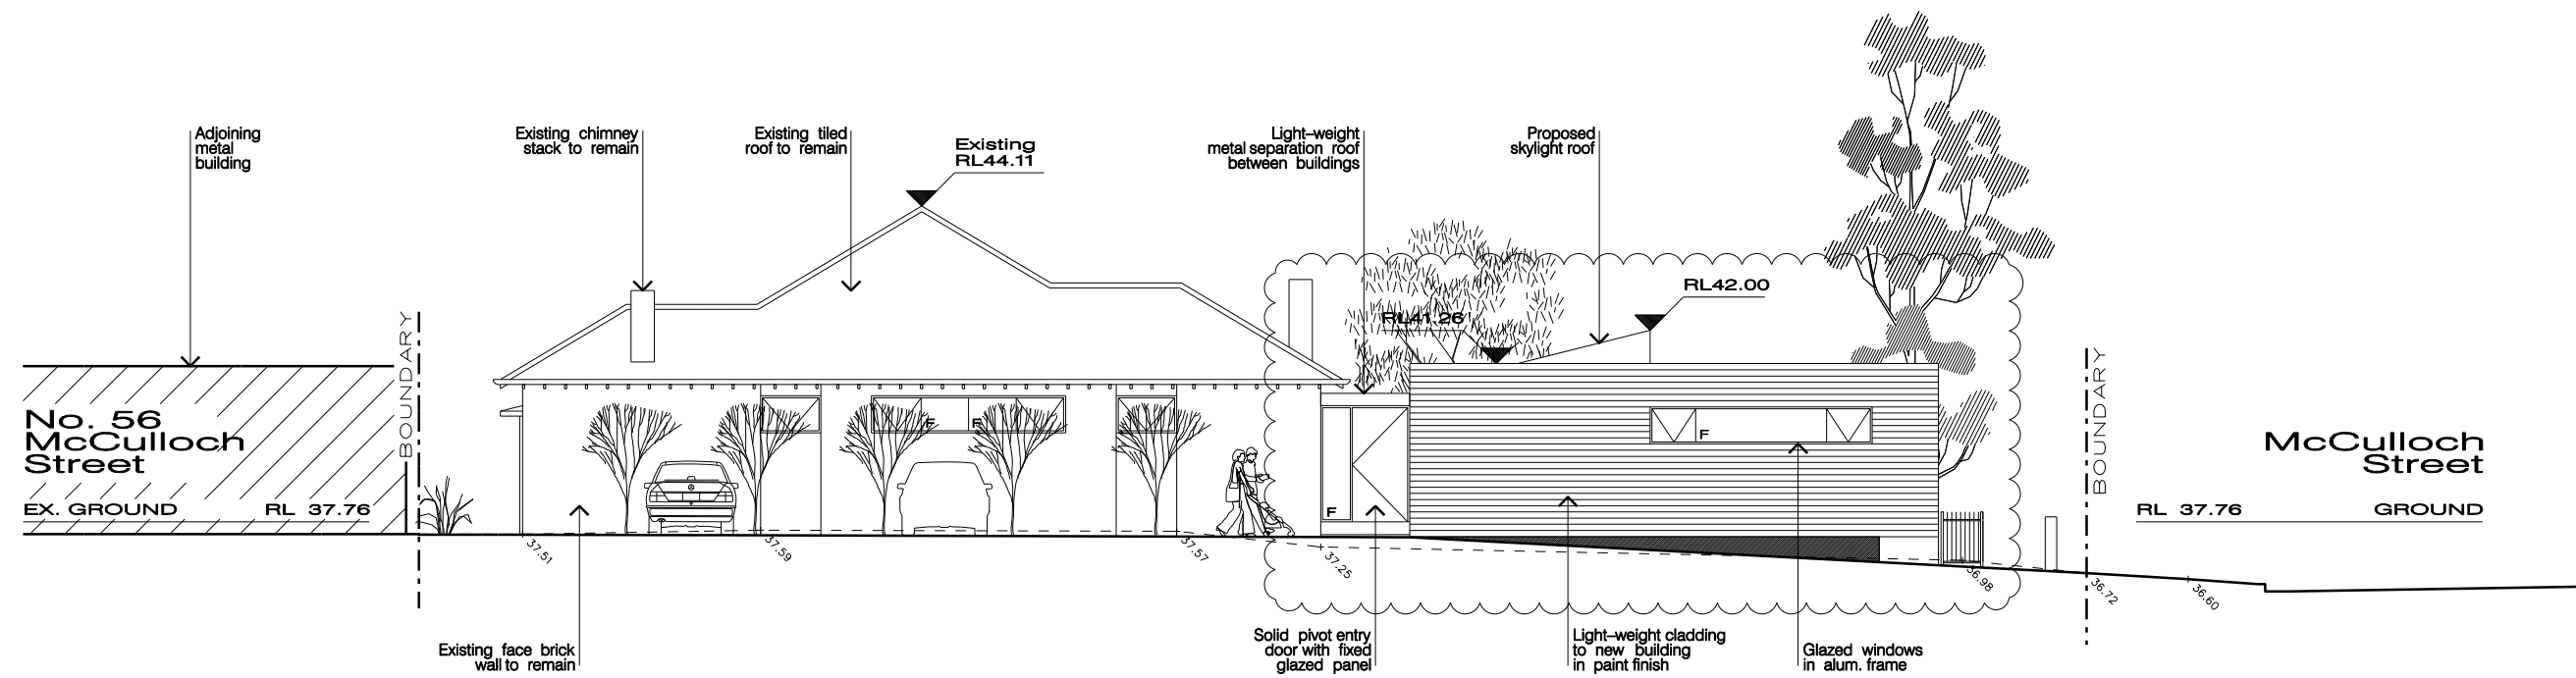 Adjoining
metal
building
Existing chimney
stack to remain
Existing tiled
roof to remain
Existing
RL44.11
Light-weight
metal separation roof
between buildings
Proposed
skylight roof
RL42.00
RL41.26
BOUNDARY
No. 56
McCulloch
Street
EX. GROUND RL 37.76
F
F
F
F
BOUNDARY
McCulloch
Street
RL 37.76 GROUND
37.51
37.59
37.57
37.25
36.98
36.72
36.60
Existing face brick
wall to remain
Solid pivot entry
door with fixed
glazed panel
Light-weight cladding
to new building
in paint finish
Glazed windows
in alum. frame